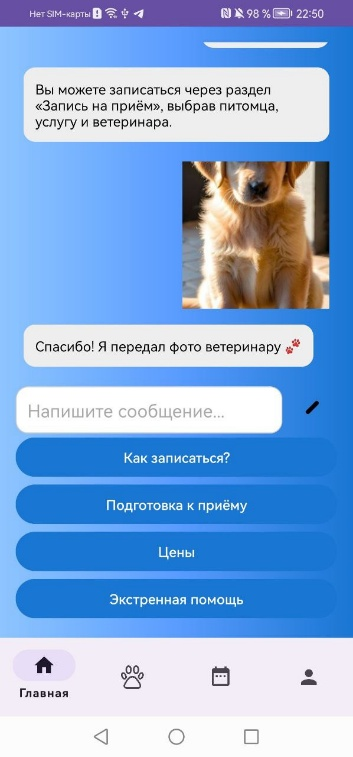 Нет SIM-карты 98 % 22:50
Вы можете записаться через раздел
«Запись на приём», выбрав питомца,
услугу и ветеринара.
Спасибо! Я передал фото ветеринару 🐾
Напишите сообщение...
Как записаться?
Подготовка к приёму
Цены
Экстренная помощь
Главная